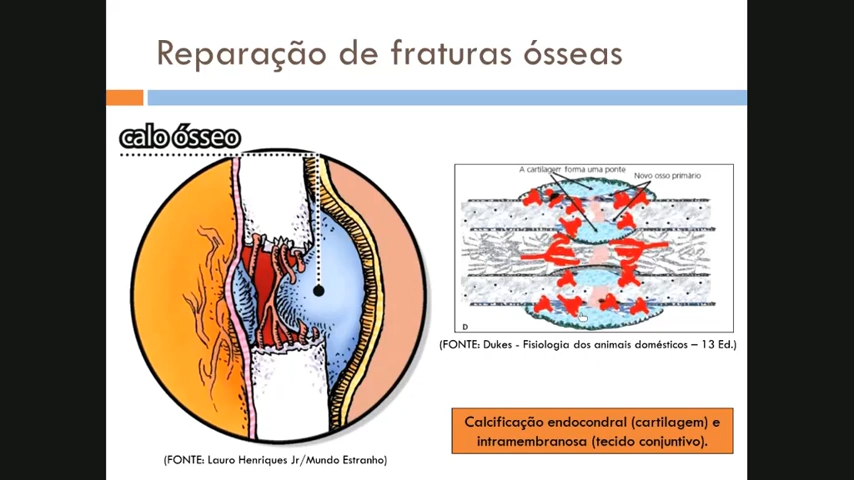 Reparação de fraturas ósseas
calo ósseo
A cartilagem forma uma ponte
Novo osso primário
D
(FONTE: Dukes - Fisiologia dos animais domésticos – 13 Ed.)
Calcificação endocondral (cartilagem) e
intramembranosa (tecido conjuntivo).
(FONTE: Lauro Henriques Jr/Mundo Estranho)